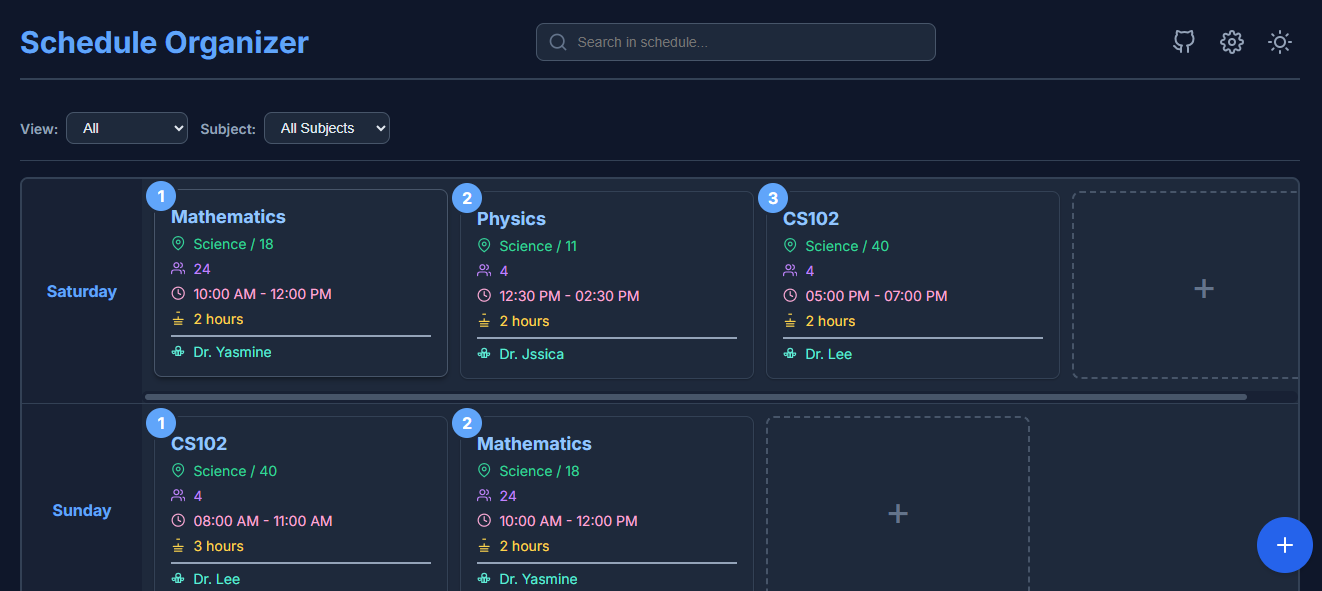 Schedule Organizer
Search in schedule...
View: All Subject: All Subjects
Saturday
1
Mathematics
Science / 18
24
10:00 AM - 12:00 PM
2 hours
Dr. Yasmine
2
Physics
Science / 11
4
12:30 PM - 02:30 PM
2 hours
Dr. Jssica
3
CS102
Science / 40
4
05:00 PM - 07:00 PM
2 hours
Dr. Lee
+
Sunday
1
CS102
Science / 40
4
08:00 AM - 11:00 AM
3 hours
Dr. Lee
2
Mathematics
Science / 18
24
10:00 AM - 12:00 PM
2 hours
Dr. Yasmine
+
+